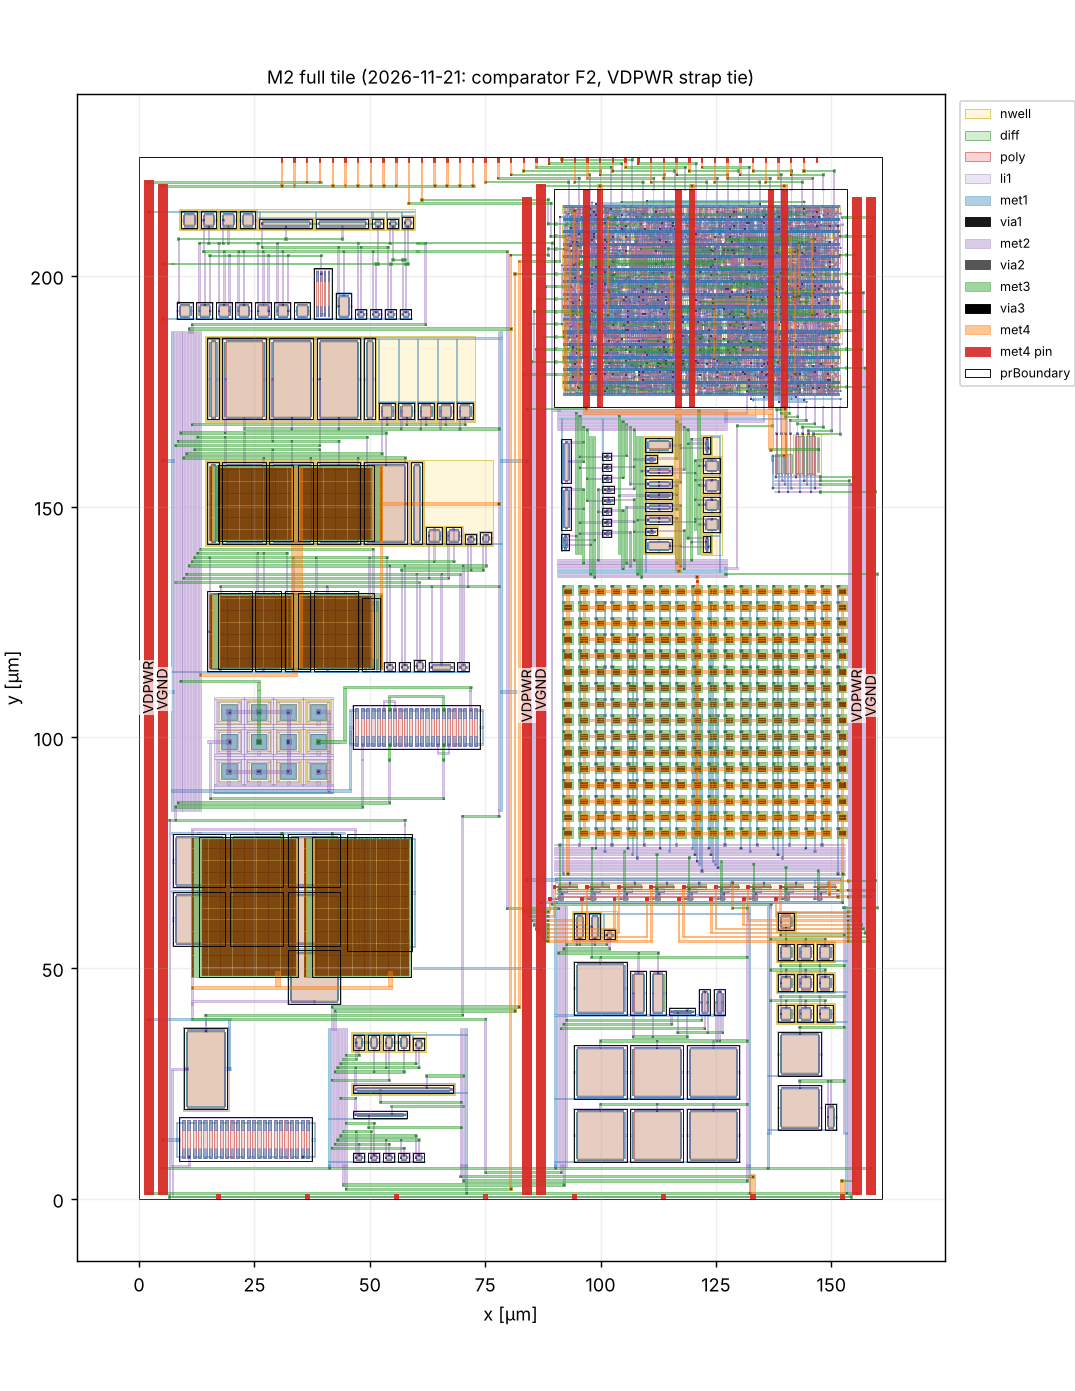 M2 full tile (2026-11-21: comparator F2, VDPWR strap tie)
nwell
diff
poly
li1
met1
via1
met2
via2
met3
via3
met4
met4 pin
prBoundary
200
150
100
50
0
y [µm]
VDPWR
VGND
VDPWR
VGND
VDPWR
VGND
0
25
50
75
100
125
150
x [µm]